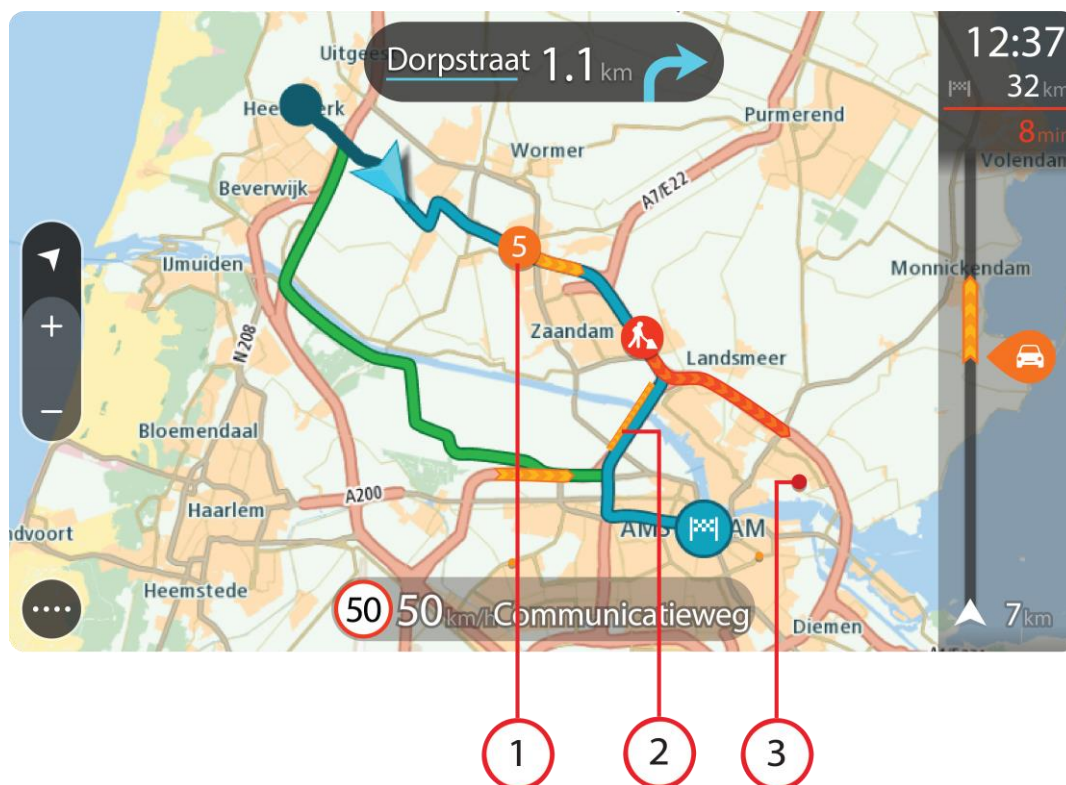 Dorpstraat 1.1 km
12:37
32 km
8 min
Uitgeest
Purmerend
Wormer
Volendam
A7/E22
Beverwijk
IJmuiden
Monnickendam
5
+
Zaandam
Landsmeer
N 208
−
Bloemendaal
A200
Haarlem
ndvoort
Heemstede
50 50 km/h Communicatieweg
Diemen
7 km
1
2
3